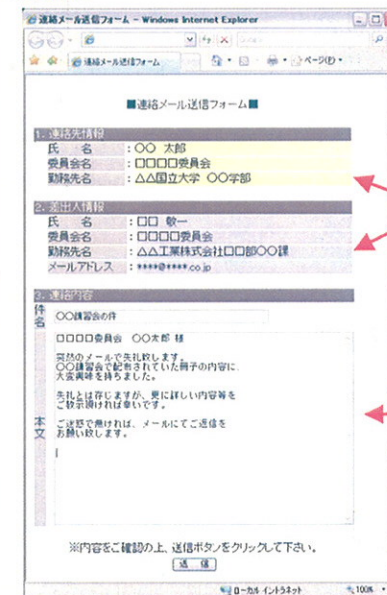 連絡メール送信フォーム - Windows Internet Explorer
連絡メール送信フォーム
ページ(P)
■連絡メール送信フォーム■
1. 連絡先情報
氏 名 : 〇〇 太郎
委員会名 : □□□□委員会
勤務先名 : △△国立大学 〇〇学部
2. 差出人情報
氏 名 : □□ 敬一
委員会名 : □□□□委員会
勤務先名 : △△工業株式会社□□部〇〇課
メールアドレス : ****@****.co.jp
3. 連絡内容
件名 〇〇講習会の件
本文
□□□□委員会 〇〇太郎 様
突然のメールで失礼致します。
〇〇講習会で配布されていた冊子の内容に、
大変興味を持ちました。
失礼とは存じますが、更に詳しい内容等を
ご教示頂ければ幸いです。
ご迷惑で無ければ、メールにてご返信を
お願い致します。
※内容をご確認の上、送信ボタンをクリックして下さい。
送 信
ローカル イントラネット
100%